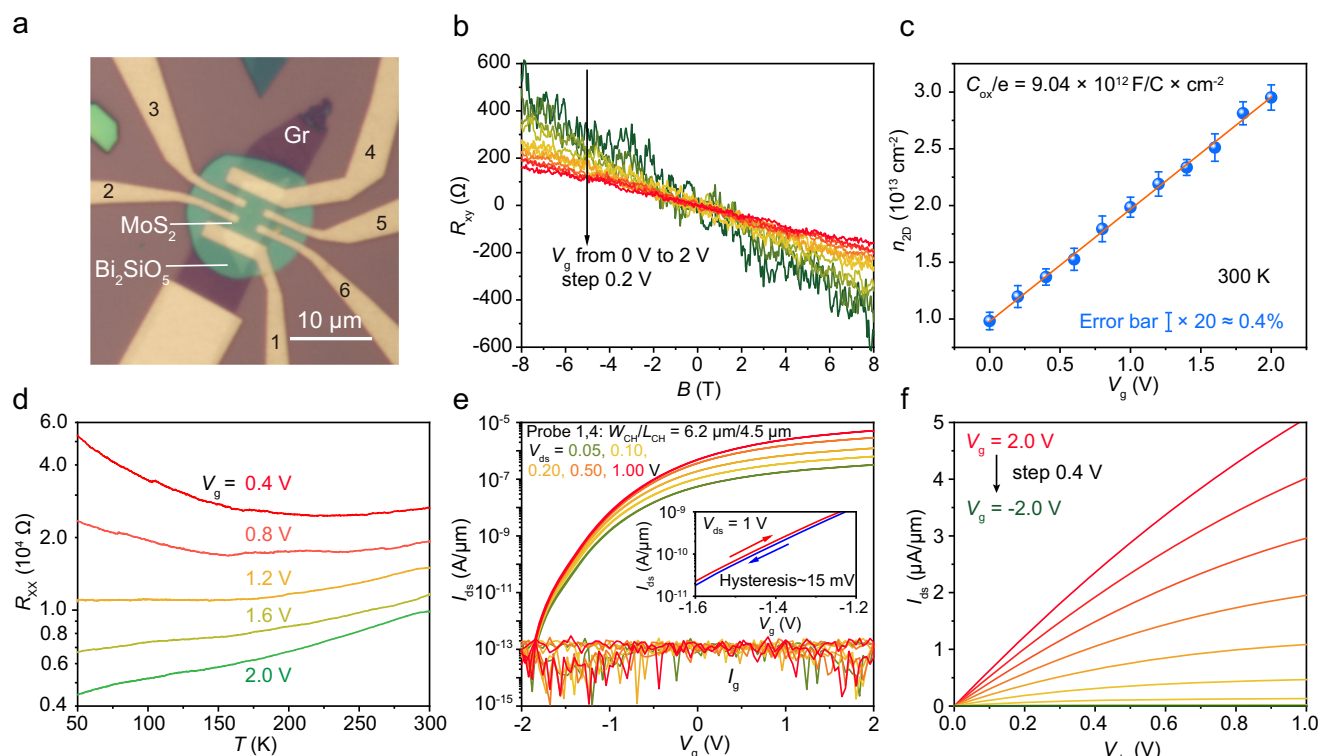 a
3
Gr
4
2
MoS2
5
Bi2SiO5
6
10 μm
1
b
600
400
200
0
-200
-400
-600
Rxy (Ω)
Vg from 0 V to 2 V
step 0.2 V
-8 -6 -4 -2 0 2 4 6 8
B (T)
c
Cox/e = 9.04 × 10^12 F/C × cm^-2
3.0
2.5
2.0
1.5
1.0
n2D (10^13 cm^-2)
300 K
Error bar × 20 ≈ 0.4%
0.0 0.5 1.0 1.5 2.0
Vg (V)
d
6.0
4.0
2.0
1.0
0.8
0.6
0.4
RXX (10^4 Ω)
Vg = 0.4 V
0.8 V
1.2 V
1.6 V
2.0 V
50 100 150 200 250 300
T (K)
e
10^-5
10^-7
10^-9
10^-11
10^-13
10^-15
Ids (A/μm)
Probe 1,4: WCH/LCH = 6.2 μm/4.5 μm
Vds = 0.05, 0.10,
0.20, 0.50, 1.00 V
10^-9
10^-10
10^-11
Ids (A/μm)
Vds = 1 V
Hysteresis~15 mV
-1.6 -1.4 -1.2
Vg (V)
Ig
-2 -1 0 1 2
Vg (V)
f
5
4
3
2
1
0
Ids (μA/μm)
Vg = 2.0 V
step 0.4 V
Vg = -2.0 V
0.0 0.2 0.4 0.6 0.8 1.0